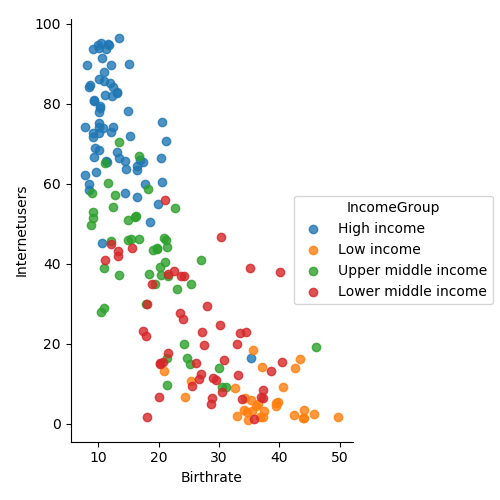 100
80
60
40
20
0
Internetusers
10 20 30 40 50
Birthrate
IncomeGroup
High income
Low income
Upper middle income
Lower middle income